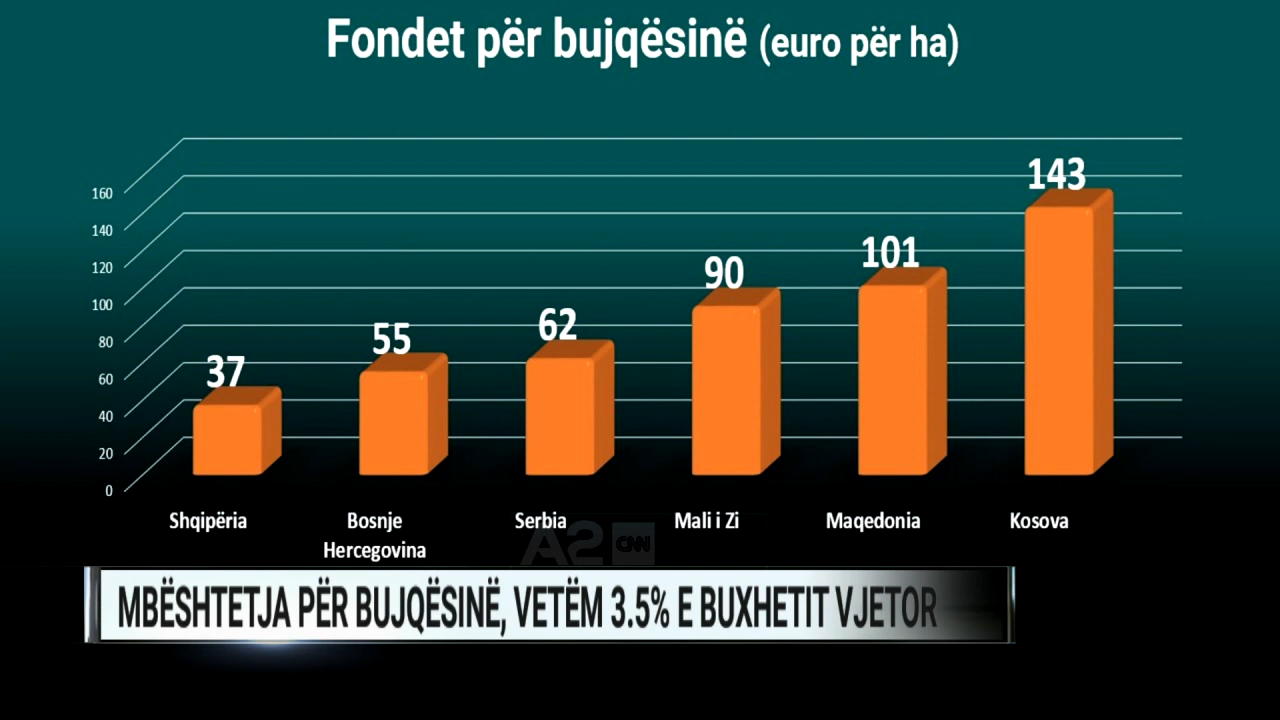 Fondet për bujqësinë (euro për ha)
160
140
120
100
80
60
40
20
0
37
55
62
90
101
143
Shqipëria
Bosnje
Hercegovina
Serbia
Mali i Zi
Maqedonia
Kosova
A2 CNN
MBËSHTETJA PËR BUJQËSINË, VETËM 3.5% E BUXHETIT VJETOR